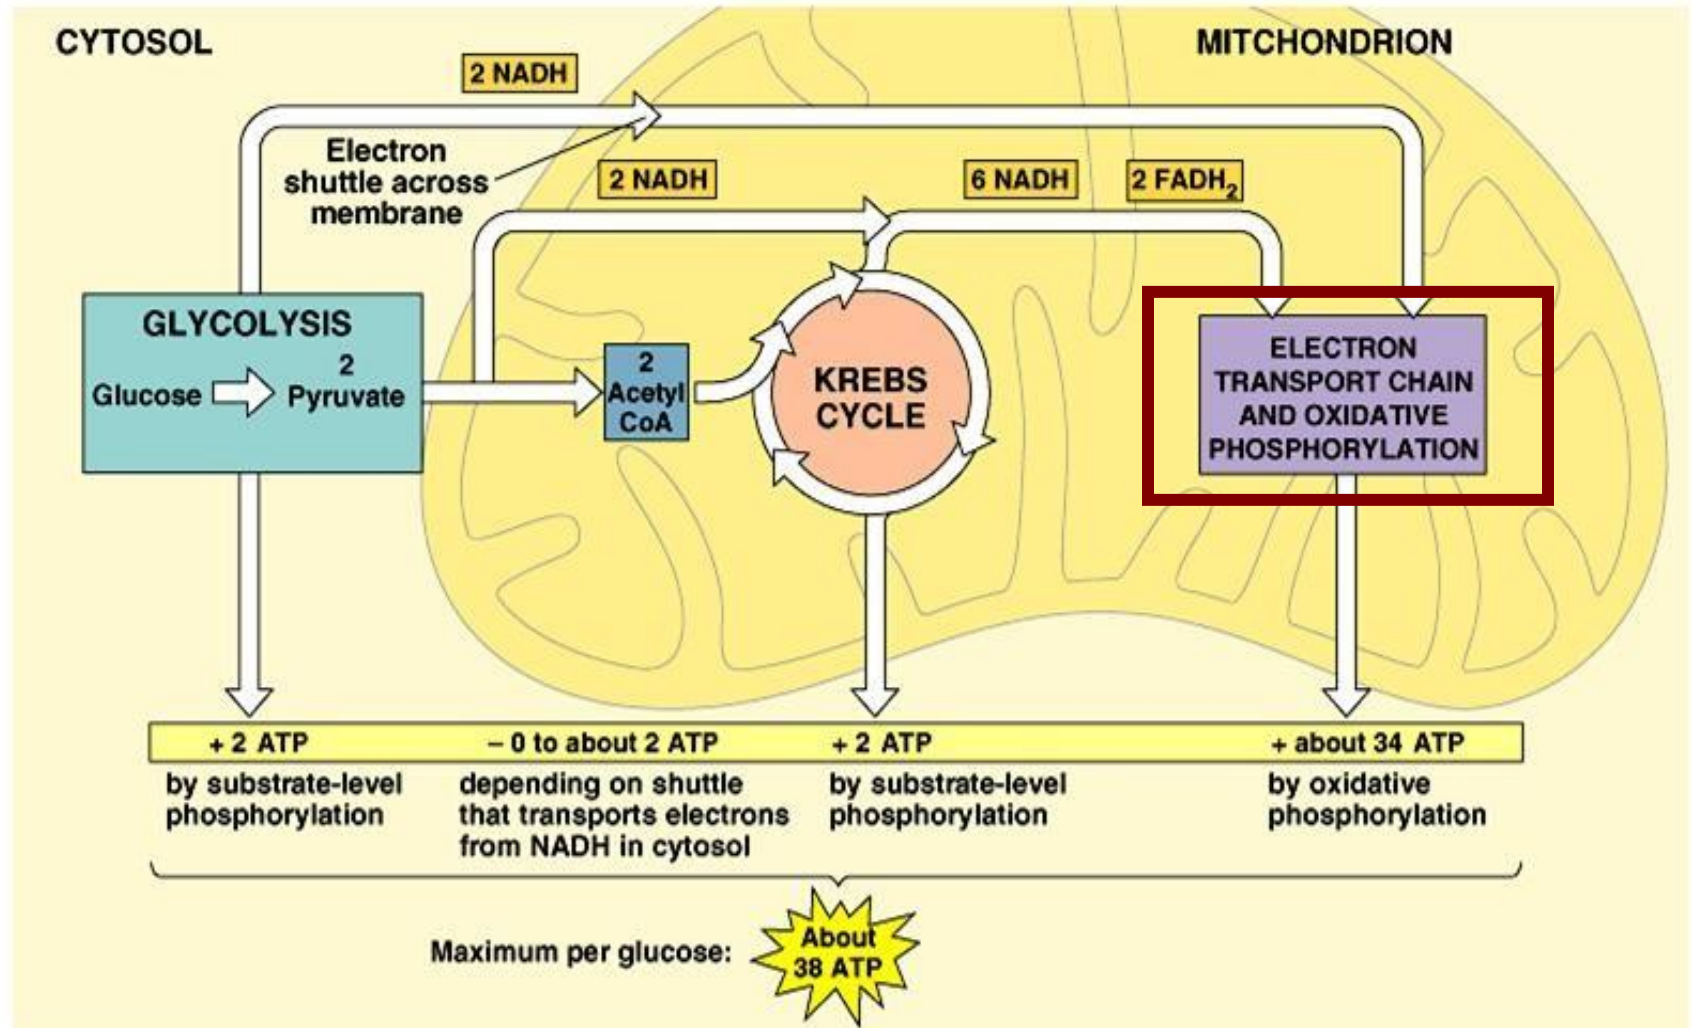 CYTOSOL
MITCHONDRION
2 NADH
Electron
shuttle across
membrane
2 NADH
6 NADH
2 FADH₂
GLYCOLYSIS
2
Glucose
Pyruvate
2
Acetyl
CoA
KREBS
CYCLE
ELECTRON
TRANSPORT CHAIN
AND OXIDATIVE
PHOSPHORYLATION
+ 2 ATP
by substrate-level
phosphorylation
– 0 to about 2 ATP
depending on shuttle
that transports electrons
from NADH in cytosol
+ 2 ATP
by substrate-level
phosphorylation
+ about 34 ATP
by oxidative
phosphorylation
Maximum per glucose:
About
38 ATP